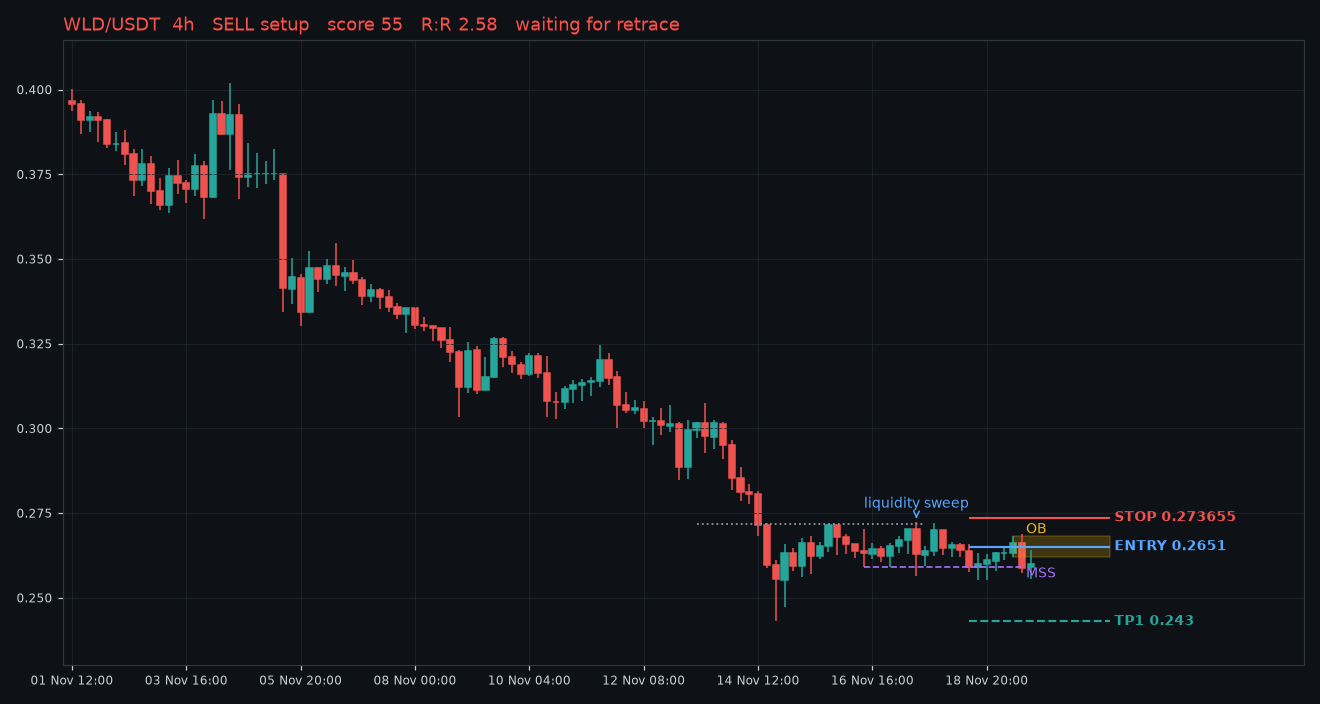 WLD/USDT 4h SELL setup score 55 R:R 2.58 waiting for retrace
0.400
0.375
0.350
0.325
0.300
0.275
0.250
liquidity sweep
STOP 0.273655
OB
ENTRY 0.2651
MSS
TP1 0.243
01 Nov 12:00 03 Nov 16:00 05 Nov 20:00 08 Nov 00:00 10 Nov 04:00 12 Nov 08:00 14 Nov 12:00 16 Nov 16:00 18 Nov 20:00